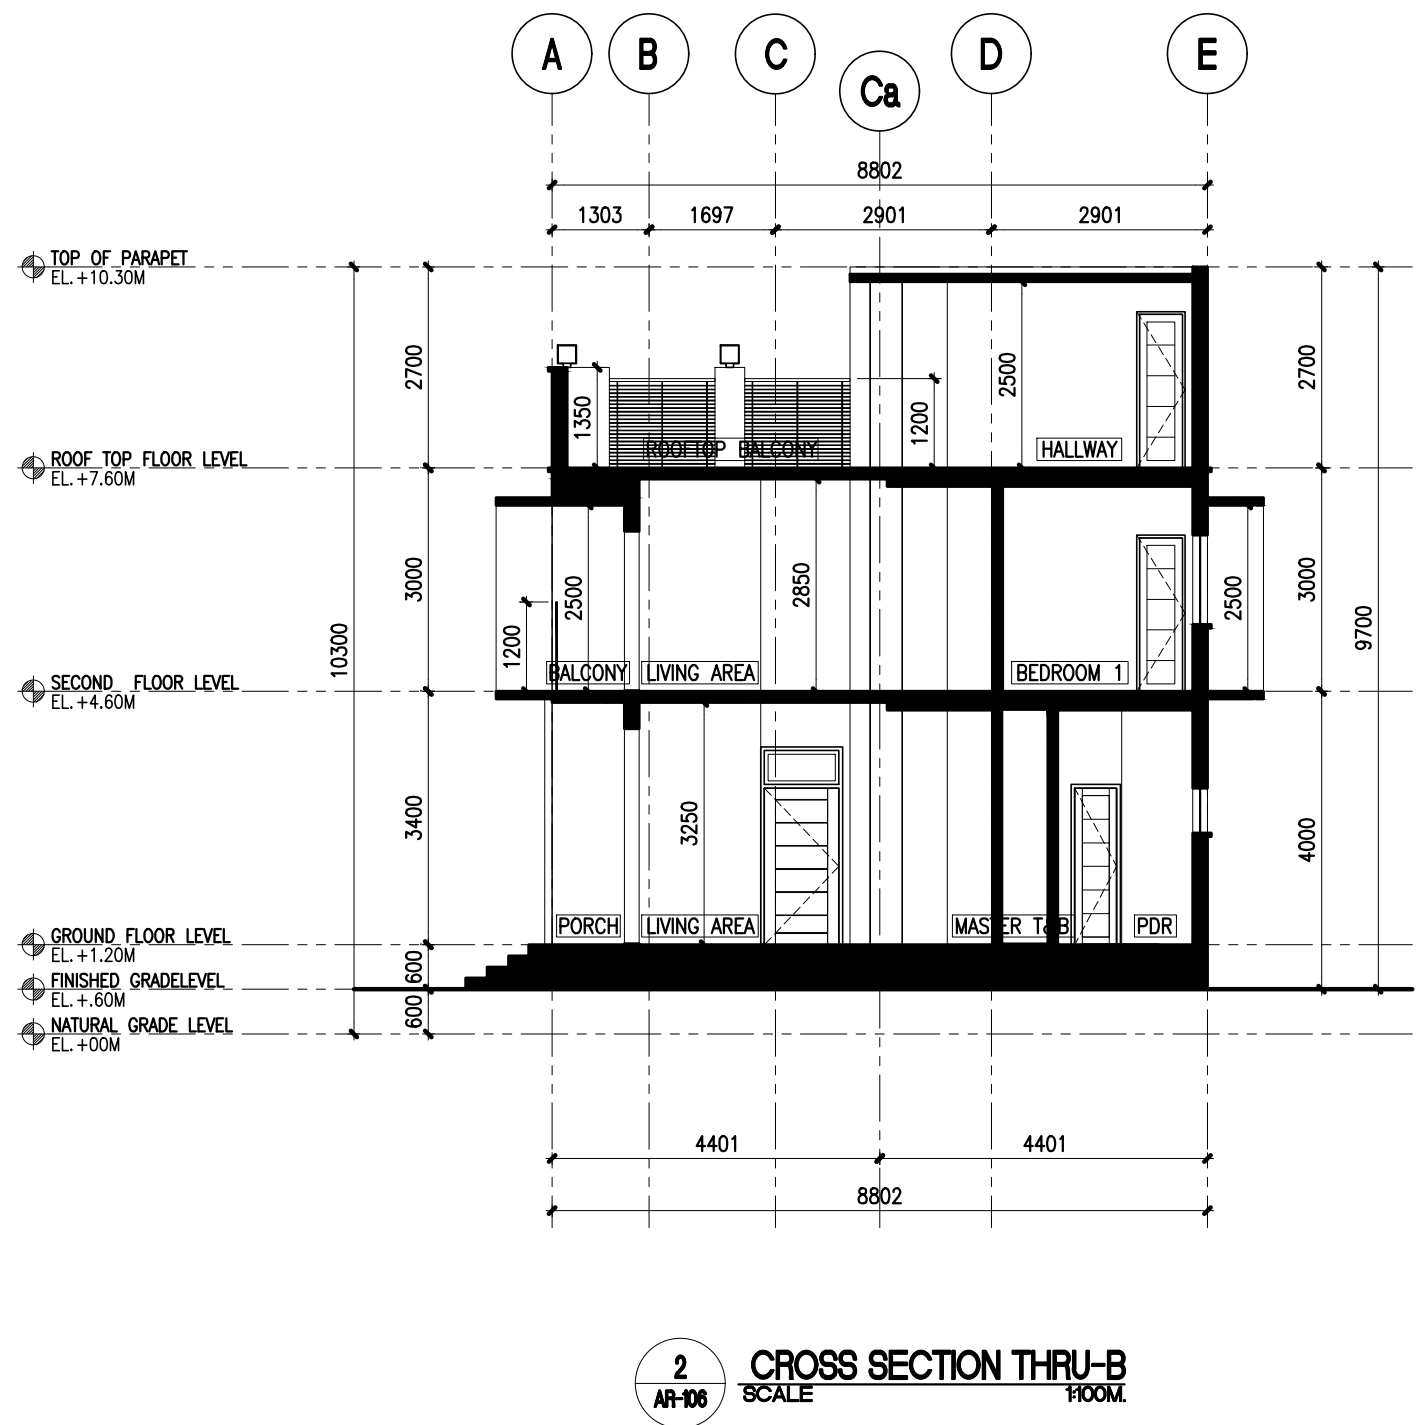 A B C Ca D E
8802
1303 1697 2901 2901
TOP OF PARAPET
EL.+10.30M
2700 2500 2700
1350 1200
ROOFTOP BALCONY HALLWAY
ROOF TOP FLOOR LEVEL
EL.+7.60M
3000 2500 2850 3000 2500
10300 1200 9700
BALCONY LIVING AREA BEDROOM 1
SECOND FLOOR LEVEL
EL.+4.60M
3400 3250 4000
PORCH LIVING AREA MASTER T&B PDR
GROUND FLOOR LEVEL
EL.+1.20M
600
FINISHED GRADELEVEL
EL.+.60M
600
NATURAL GRADE LEVEL
EL.+00M
4401 4401
8802
2 CROSS SECTION THRU-B
AR-106 SCALE 1:100M.